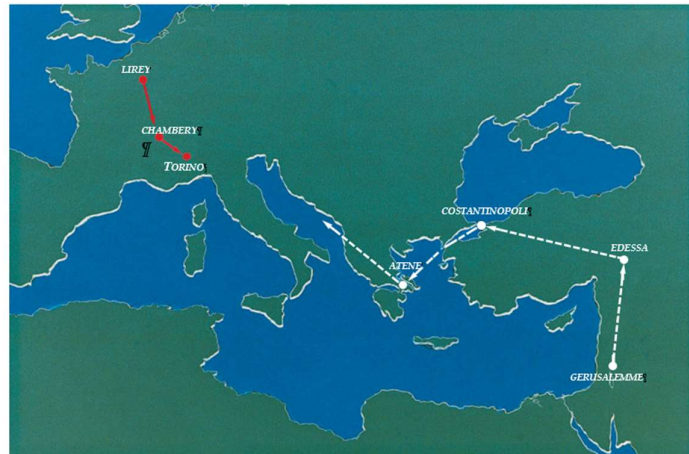 LIREY
CHAMBERY¶
¶
TORINO
COSTANTINOPOLI
EDESSA
ATENE
GERUSALEMME